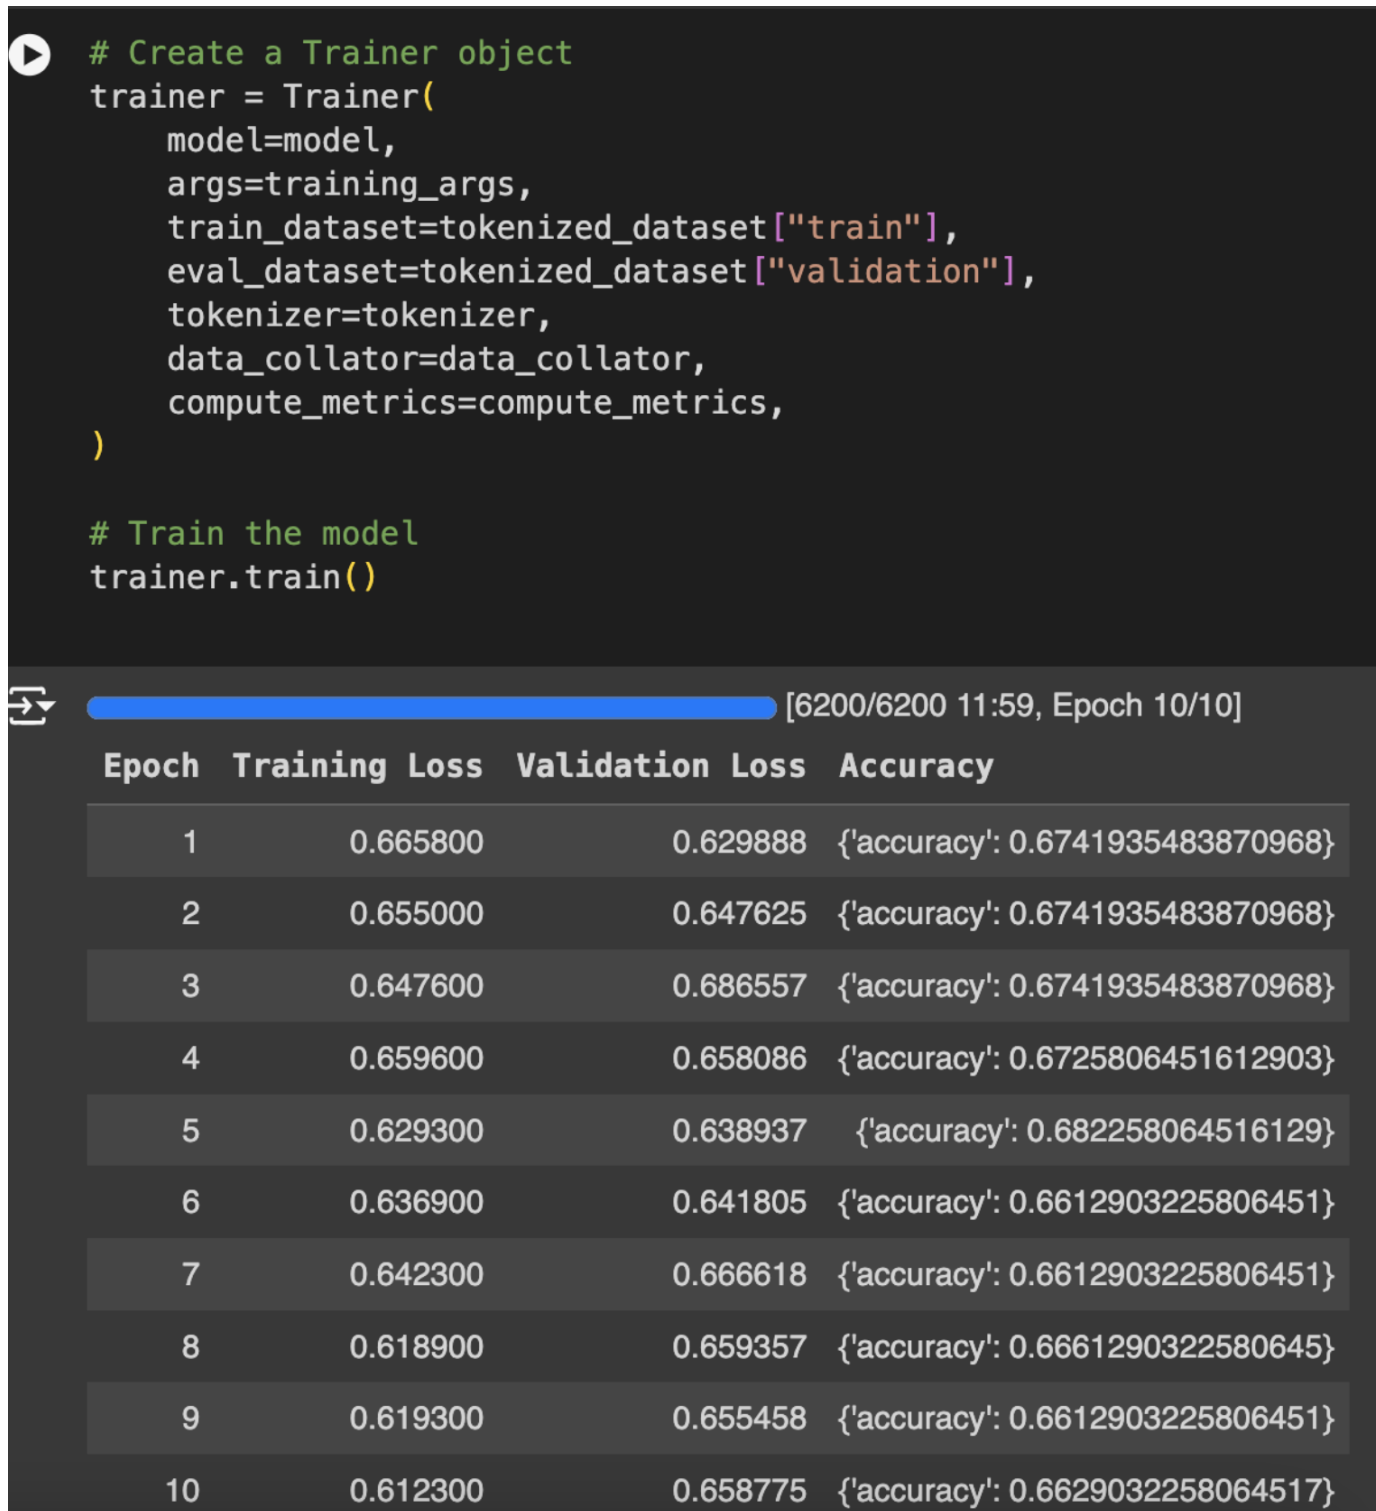 # Create a Trainer object
trainer = Trainer(
    model=model,
    args=training_args,
    train_dataset=tokenized_dataset["train"],
    eval_dataset=tokenized_dataset["validation"],
    tokenizer=tokenizer,
    data_collator=data_collator,
    compute_metrics=compute_metrics,
)
# Train the model
trainer.train()
[6200/6200 11:59, Epoch 10/10]
Epoch Training Loss Validation Loss Accuracy
1 0.665800 0.629888 {'accuracy': 0.6741935483870968}
2 0.655000 0.647625 {'accuracy': 0.6741935483870968}
3 0.647600 0.686557 {'accuracy': 0.6741935483870968}
4 0.659600 0.658086 {'accuracy': 0.6725806451612903}
5 0.629300 0.638937 {'accuracy': 0.682258064516129}
6 0.636900 0.641805 {'accuracy': 0.6612903225806451}
7 0.642300 0.666618 {'accuracy': 0.6612903225806451}
8 0.618900 0.659357 {'accuracy': 0.6661290322580645}
9 0.619300 0.655458 {'accuracy': 0.6612903225806451}
10 0.612300 0.658775 {'accuracy': 0.6629032258064517}